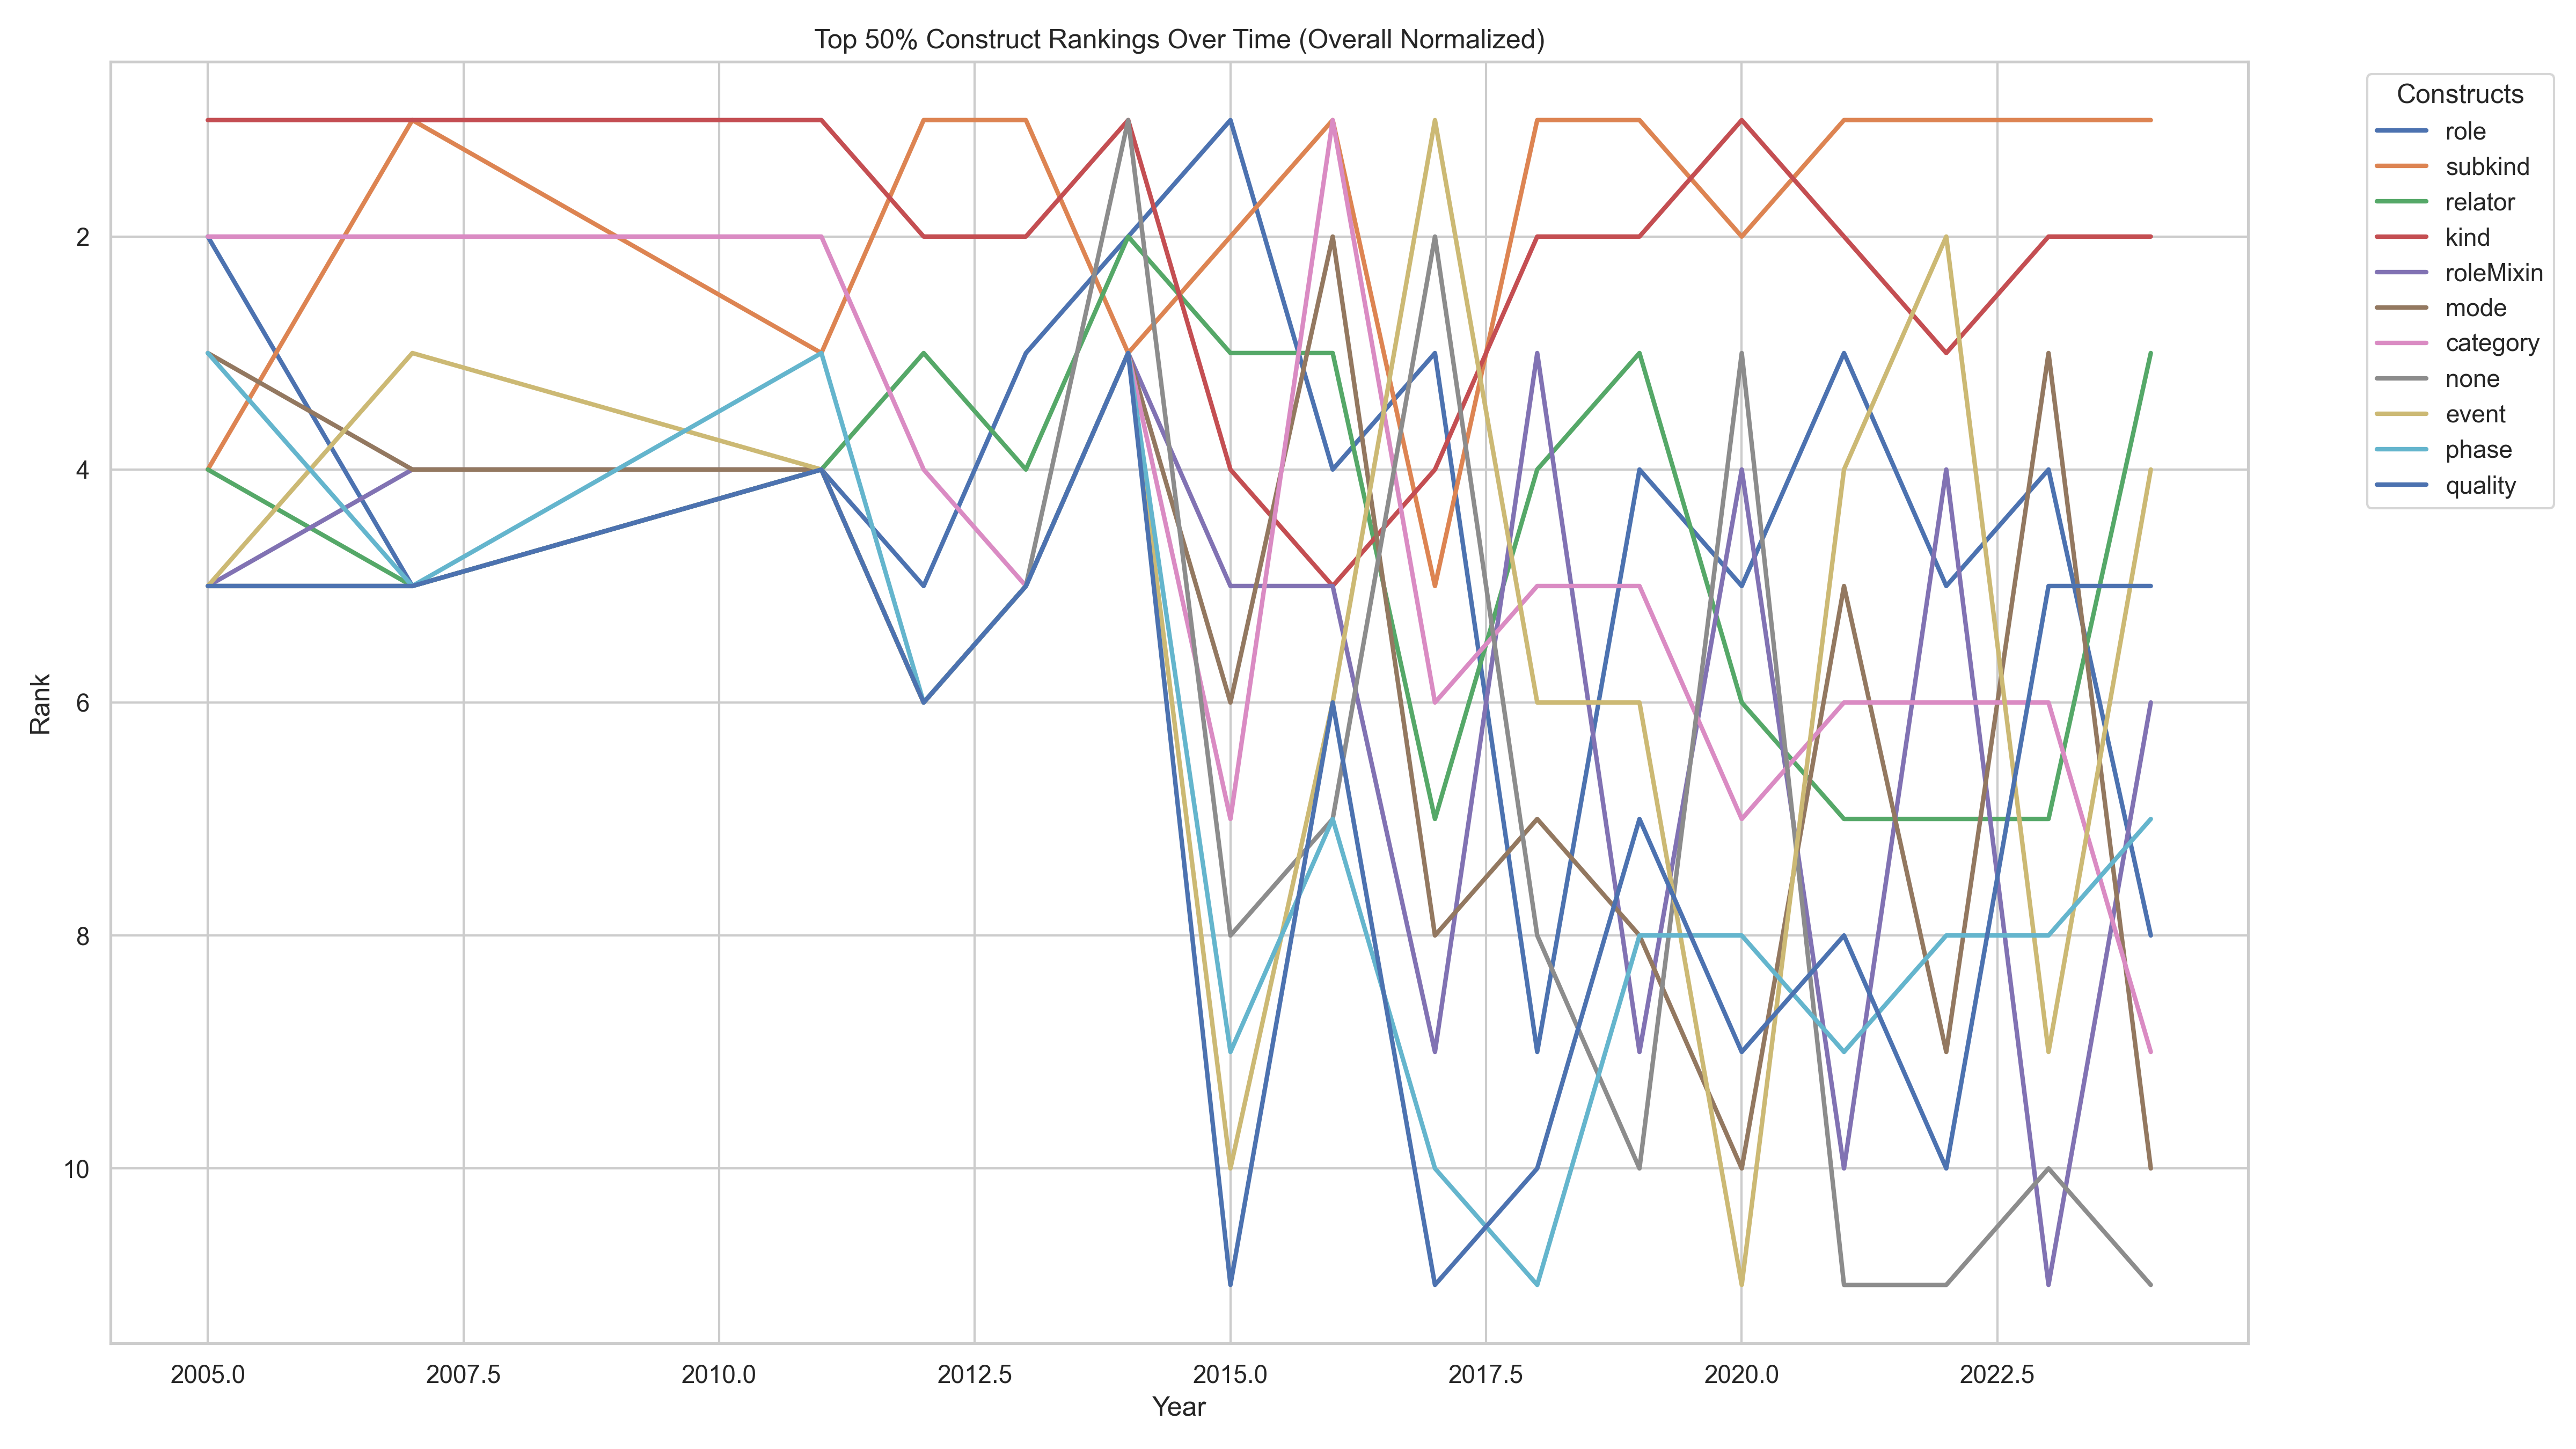 Top 50% Construct Rankings Over Time (Overall Normalized)
Constructs
role
subkind
relator
kind
roleMixin
mode
category
none
event
phase
quality
Rank
2
4
6
8
10
2005.0 2007.5 2010.0 2012.5 2015.0 2017.5 2020.0 2022.5
Year